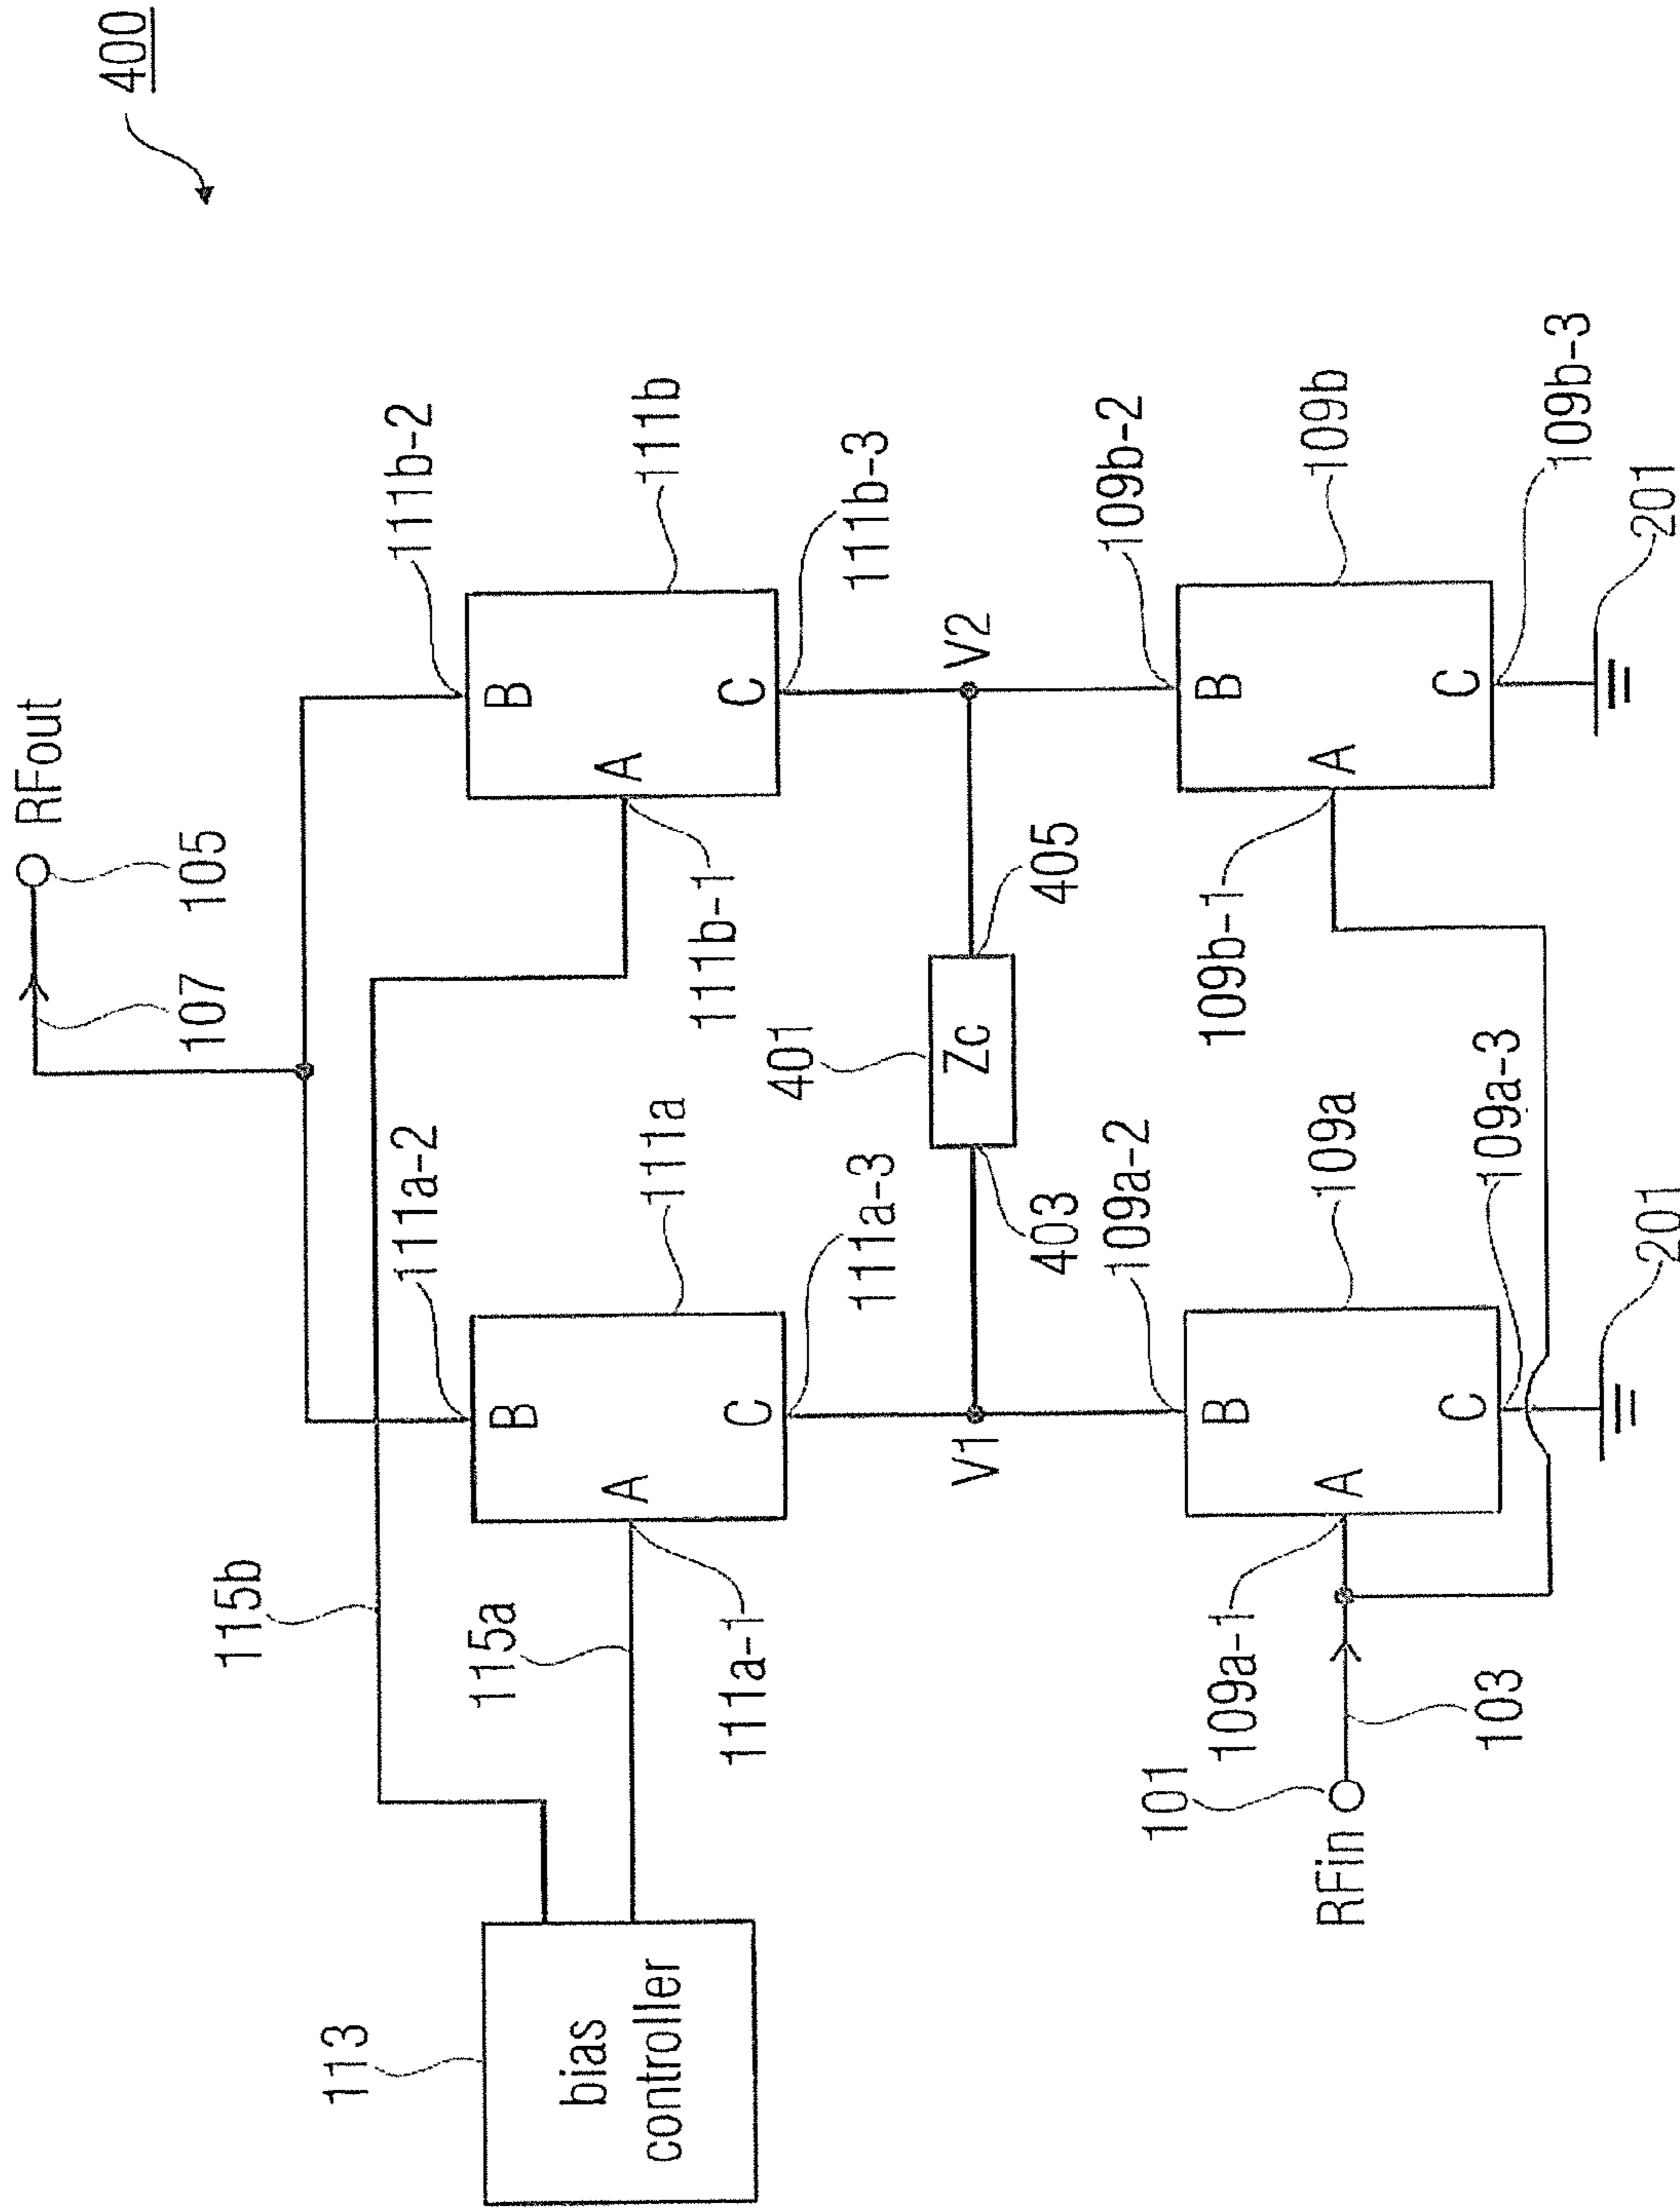 400
RFout
105
107
111b-2
111b
111b-3
B
A
C
111b-1
115b
111a-2
111a
111a-3
B
A
C
111a-1
115a
113
bias
controller
V1
V2
401
Zc
403
405
109a-2
109a
109a-3
B
A
C
109a-1
201
109b-2
109b
109b-3
B
A
C
109b-1
201
101
RFin
103